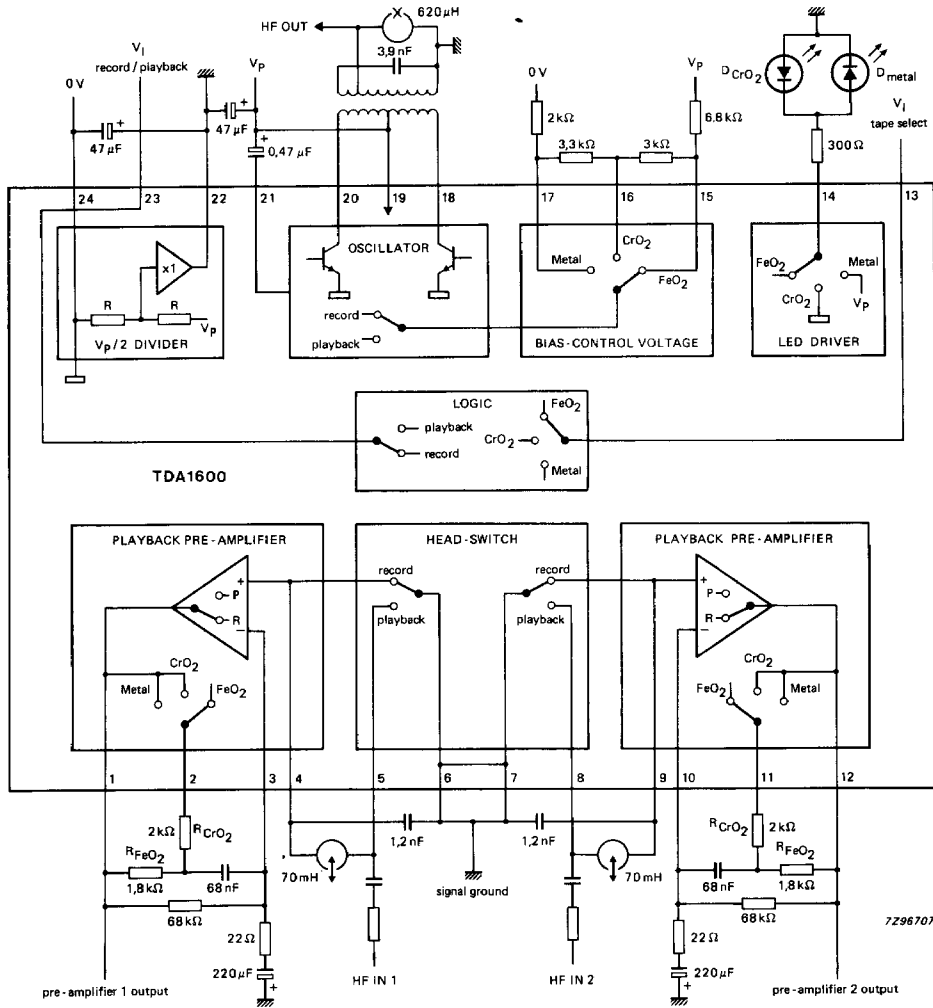 HF OUT
620 µH
3,9 nF
V_I
record / playback
0 V
V_P
47 µF
+
47 µF
+
+
0,47 µF
0 V
V_P
2 kΩ
6.8 kΩ
3,3 kΩ
3 kΩ
D_CrO₂
D_metal
V_I
tape select
300 Ω
24
23
22
21
20
19
18
17
16
15
14
13
x1
R
R
V_P
V_P / 2 DIVIDER
OSCILLATOR
record
playback
CrO₂
Metal
FeO₂
BIAS-CONTROL VOLTAGE
FeO₂
Metal
CrO₂
V_P
LED DRIVER
LOGIC
FeO₂
playback
CrO₂
record
Metal
TDA1600
PLAYBACK PRE-AMPLIFIER
+
P
R
−
CrO₂
Metal
FeO₂
HEAD-SWITCH
record
record
playback
playback
PLAYBACK PRE-AMPLIFIER
+
P
R
−
CrO₂
FeO₂
Metal
1
2
3
4
5
6
7
8
9
10
11
12
2 kΩ
R_CrO₂
R_FeO₂
1,8 kΩ
68 nF
68 kΩ
22 Ω
220 µF
+
1,2 nF
1,2 nF
70 mH
70 mH
signal ground
R_CrO₂
2 kΩ
R_FeO₂
68 nF
1,8 kΩ
68 kΩ
22 Ω
220 µF
+
7Z96707
pre-amplifier 1 output
HF IN 1
HF IN 2
pre-amplifier 2 output